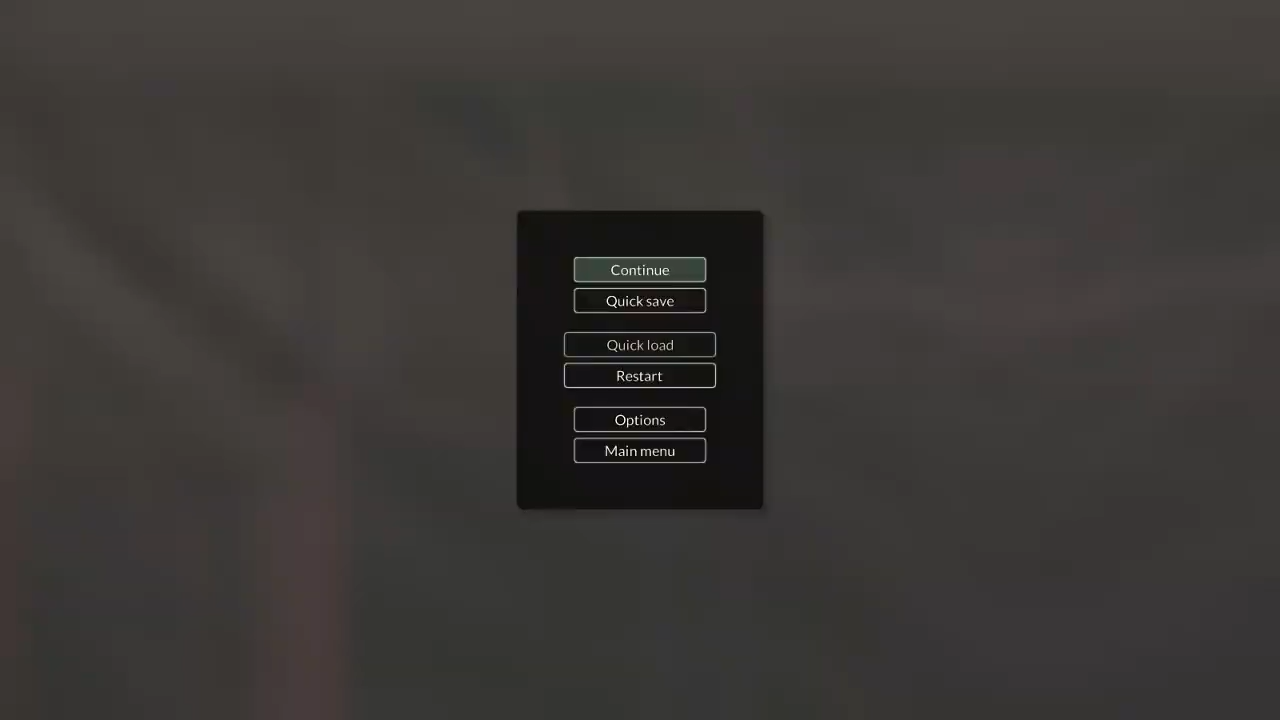 Continue
Quick save
Quick load
Restart
Options
Main menu